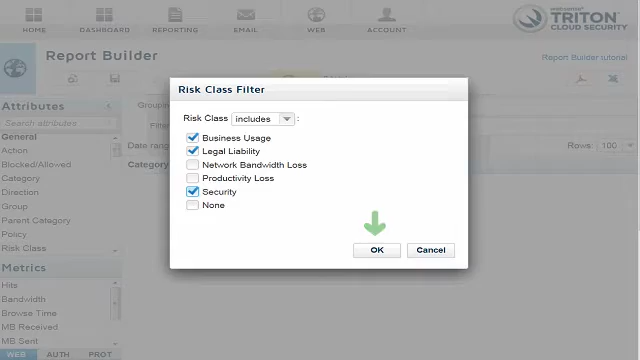 HOME
DASHBOARD
REPORTING
EMAIL
WEB
ACCOUNT
websense
TRITON
CLOUD SECURITY
Report Builder
Report Builder tutorial
Attributes
Search attributes
General
Action
Blocked/Allowed
Category
Direction
Group
Parent Category
Policy
Risk Class
Metrics
Hits
Bandwidth
Browse Time
MB Received
MB Sent
WEB AUTH PROT
Grouping
Filter
Date rang
Category
Rows: 100
Risk Class Filter
Risk Class includes :
Business Usage
Legal Liability
Network Bandwidth Loss
Productivity Loss
Security
None
OK Cancel